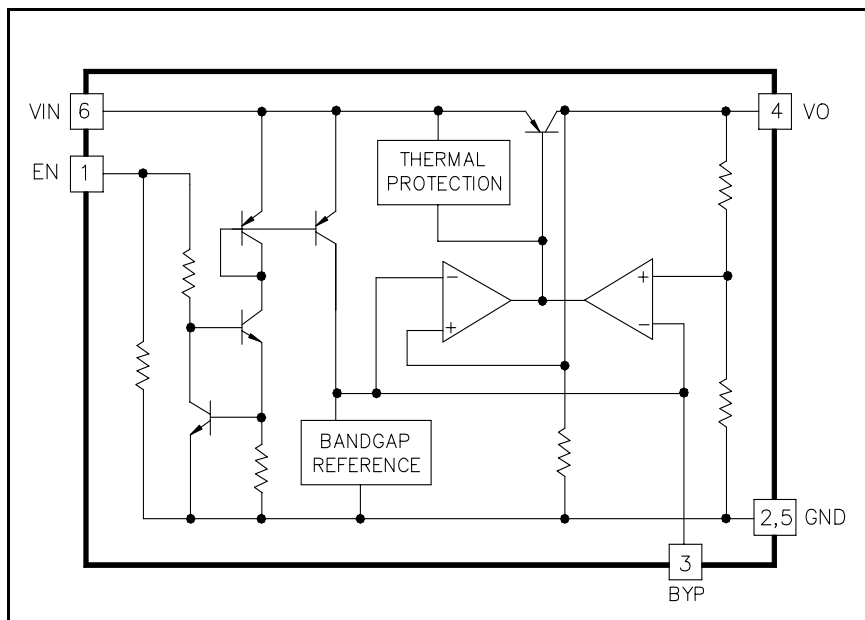 VIN 6
4 VO
EN 1
THERMAL
PROTECTION
−
+
+
−
BANDGAP
REFERENCE
2,5 GND
3
BYP